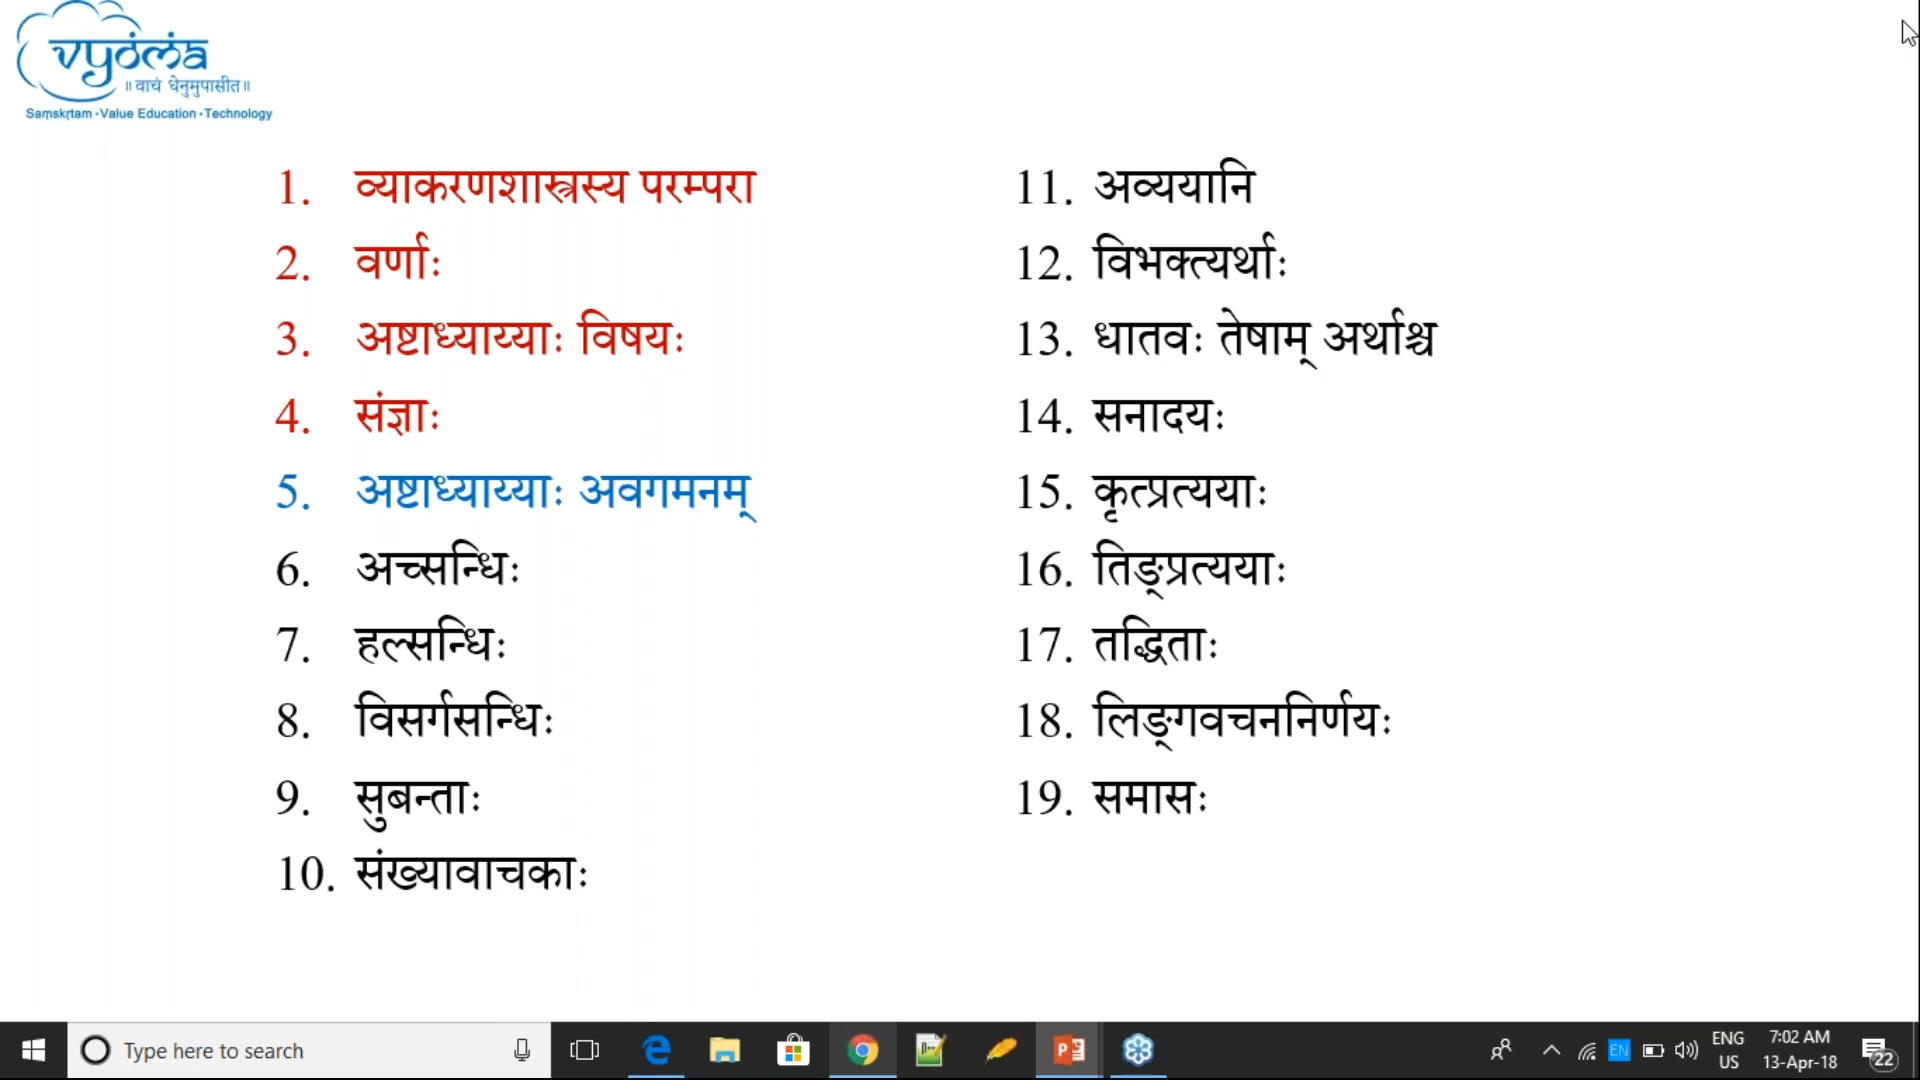 vyoma
॥ वाचं धेनुमुपासीत॥
Saṃskṛtam • Value Education • Technology
1. व्याकरणशास्त्रस्य परम्परा
2. वर्णाः
3. अष्टाध्याय्याः विषयः
4. संज्ञाः
5. अष्टाध्याय्याः अवगमनम्
6. अच्सन्धिः
7. हल्सन्धिः
8. विसर्गसन्धिः
9. सुबन्ताः
10. संख्यावाचकाः
11. अव्ययानि
12. विभक्त्यर्थाः
13. धातवः तेषाम् अर्थाश्च
14. सनादयः
15. कृत्प्रत्ययाः
16. तिङ्प्रत्ययाः
17. तद्धिताः
18. लिङ्गवचननिर्णयः
19. समासः
Type here to search
EN
ENG
US
7:02 AM
13-Apr-18
22